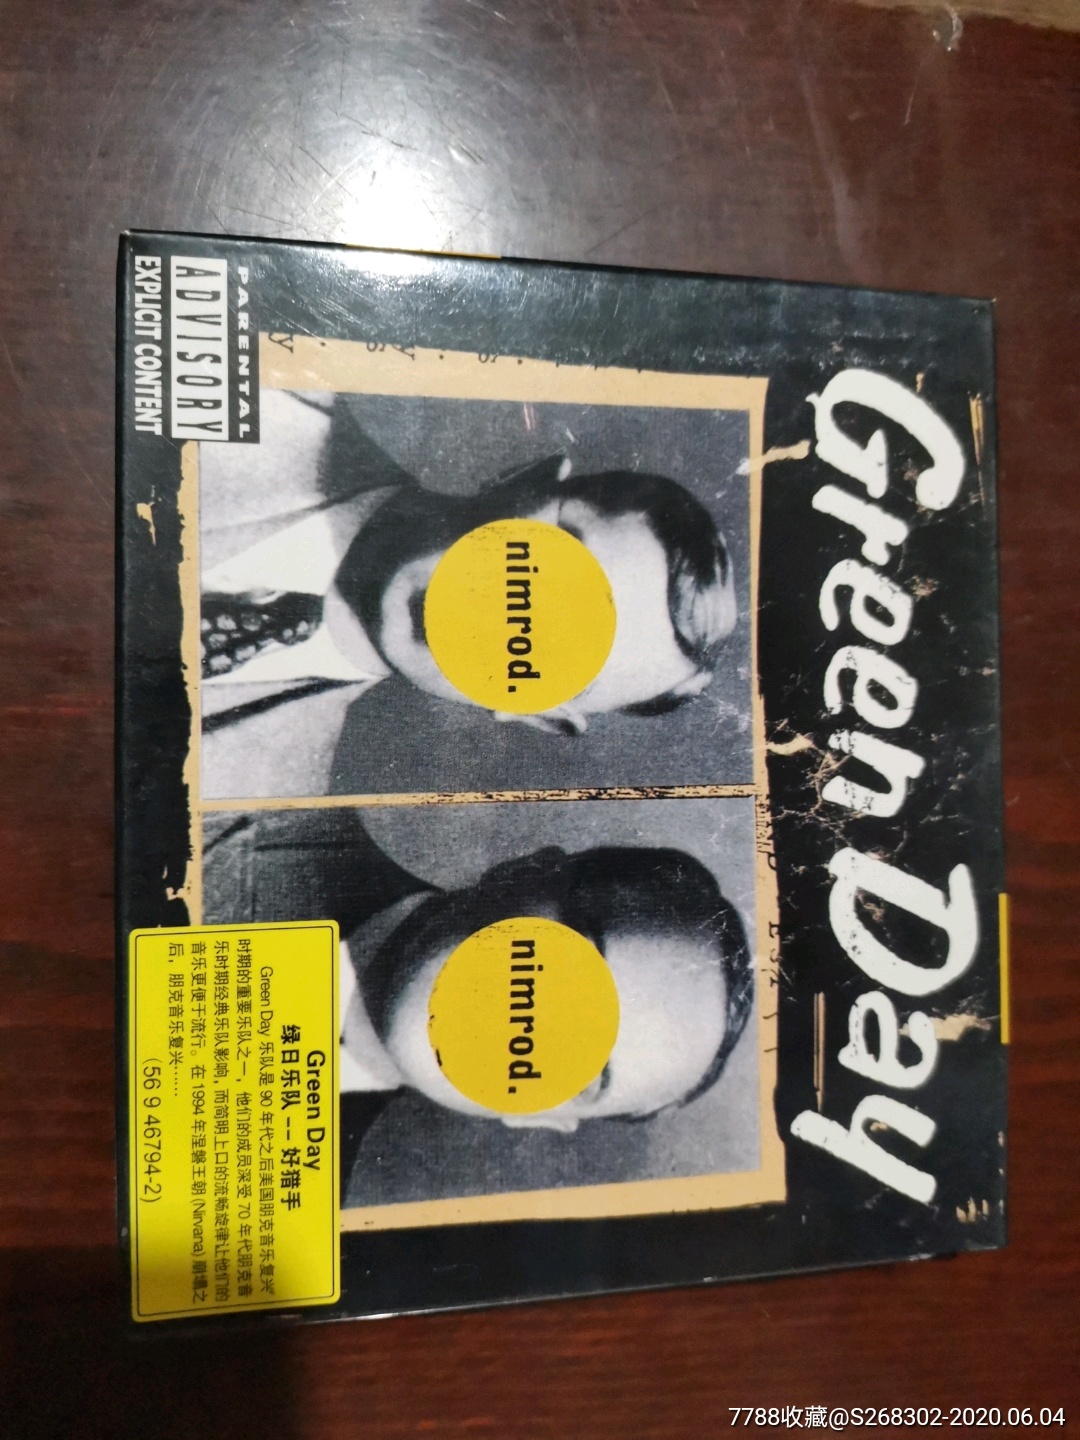 Green Day
nimrod.
nimrod.
PARENTAL
ADVISORY
EXPLICIT CONTENT
Green Day
绿日乐队 -- 好猎手
Green Day 乐队是 90 年代之后美国朋克音乐复兴
时期的重要乐队之一，他们的成员深受 70 年代朋克音
乐时期经典乐队影响，而简明上口的流畅旋律让他们的
音乐更便于流行。在 1994 年涅磐王朝 (Nirvana) 崩塌之
后，朋克音乐复兴……
(56 9 46794-2)
7788收藏@S268302-2020.06.04